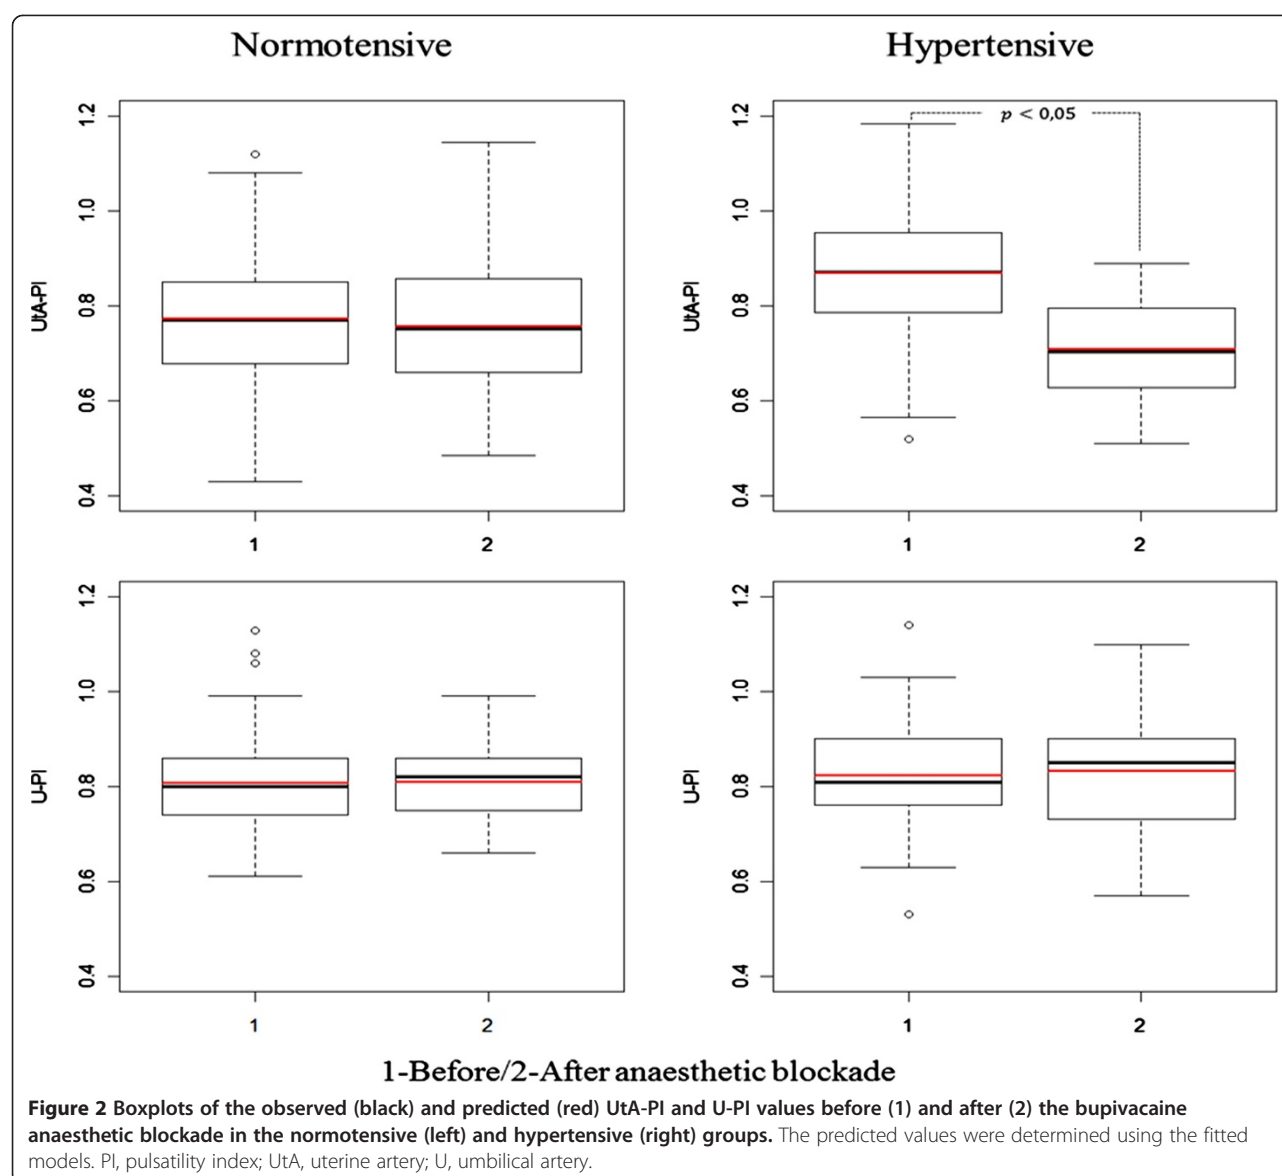 Normotensive
Hypertensive
1.2
1.0
0.8
0.6
0.4
UtA-PI
1
2
1.2
1.0
0.8
0.6
0.4
UtA-PI
p < 0,05
1
2
1.2
1.0
0.8
0.6
0.4
U-PI
1
2
1.2
1.0
0.8
0.6
0.4
U-PI
1
2
1-Before/2-After anaesthetic blockade
Figure 2 Boxplots of the observed (black) and predicted (red) UtA-PI and U-PI values before (1) and after (2) the bupivacaine
anaesthetic blockade in the normotensive (left) and hypertensive (right) groups. The predicted values were determined using the fitted
models. PI, pulsatility index; UtA, uterine artery; U, umbilical artery.